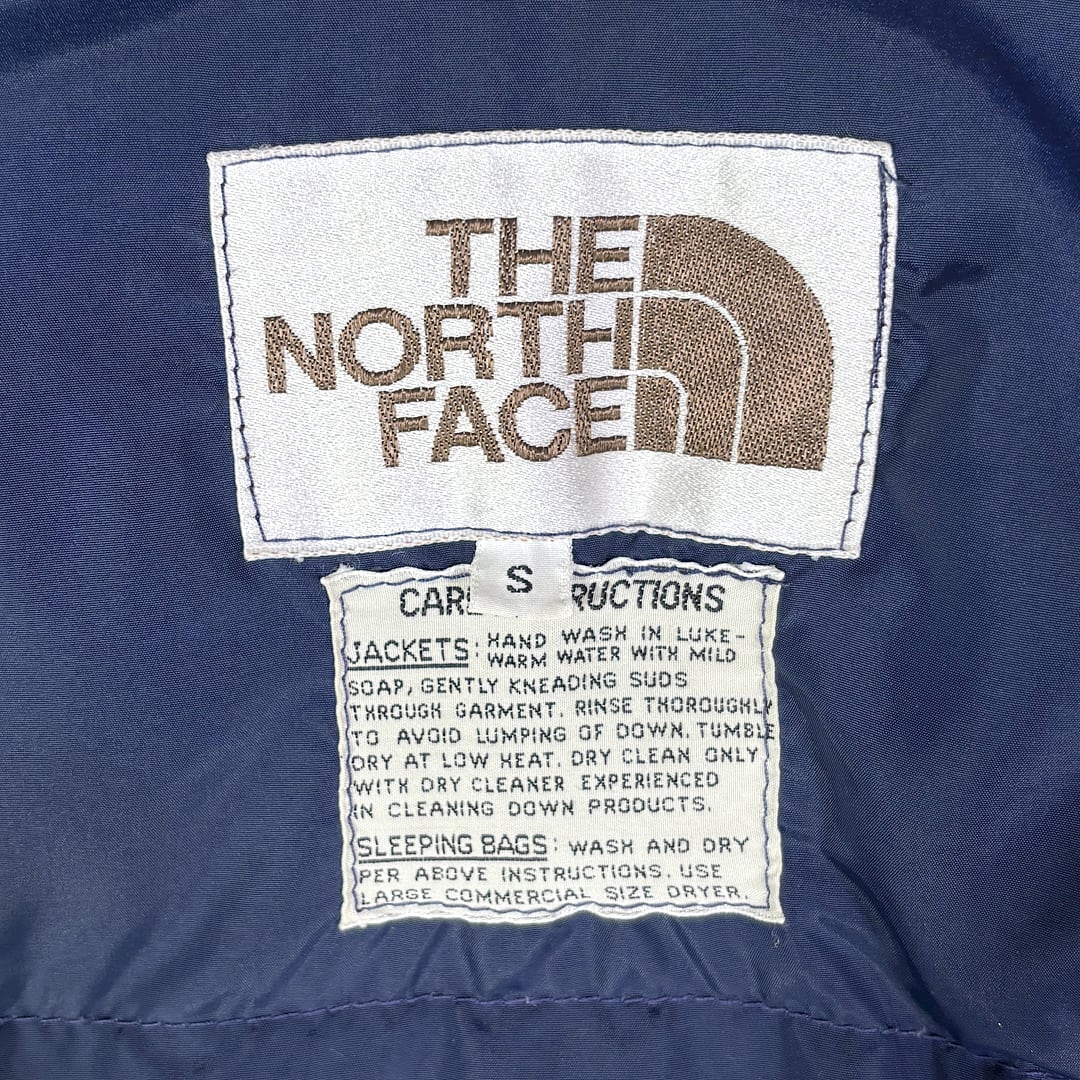 THE
NORTH
FACE
S
CAR RUCTIONS
JACKETS: HAND WASH IN LUKE-
WARM WATER WITH MILD
SOAP, GENTLY KNEADING SUDS
THROUGH GARMENT. RINSE THOROUGHLY
TO AVOID LUMPING OF DOWN. TUMBLE
DRY AT LOW HEAT. DRY CLEAN ONLY
WITH DRY CLEANER EXPERIENCED
IN CLEANING DOWN PRODUCTS.
SLEEPING BAGS: WASH AND DRY
PER ABOVE INSTRUCTIONS. USE
LARGE COMMERCIAL SIZE DRYER.